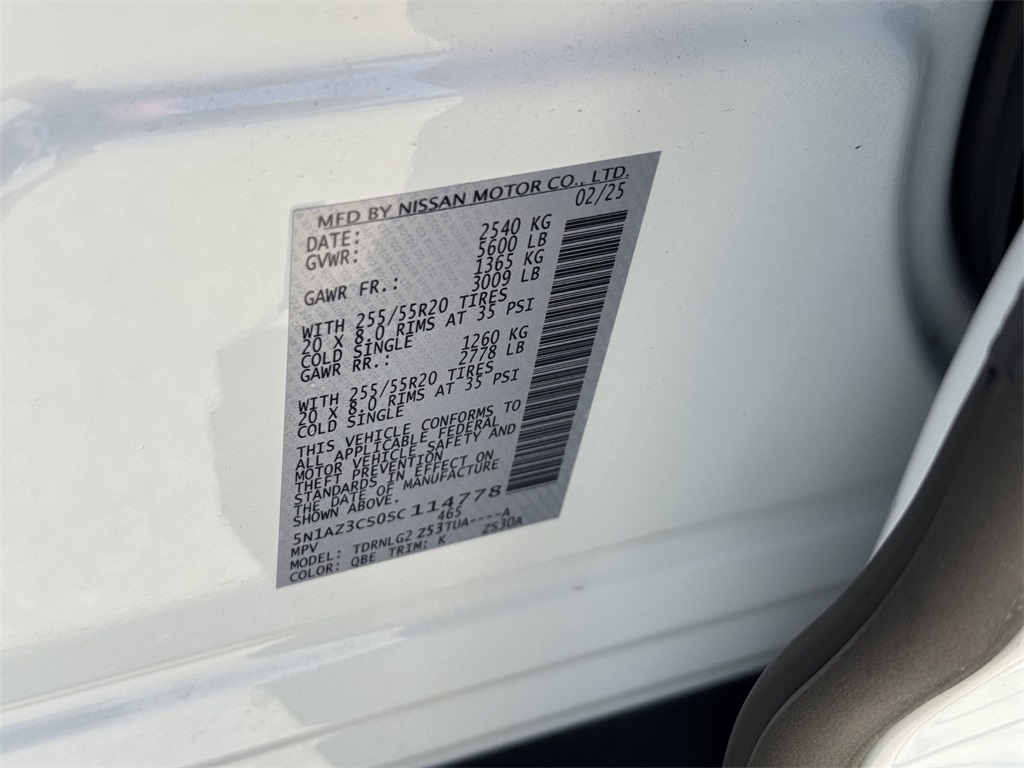 MFD BY NISSAN MOTOR CO., LTD.
DATE: 02/25
GVWR: 2540 KG
5600 LB
GAWR FR.: 1365 KG
3009 LB
WITH 255/55R20 TIRES
20 X 8.0 RIMS AT 35 PSI
COLD SINGLE
GAWR RR.: 1260 KG
2778 LB
WITH 255/55R20 TIRES
20 X 8.0 RIMS AT 35 PSI
COLD SINGLE
THIS VEHICLE CONFORMS TO
ALL APPLICABLE FEDERAL
MOTOR VEHICLE SAFETY AND
THEFT PREVENTION
STANDARDS IN EFFECT ON
THE DATE OF MANUFACTURE
SHOWN ABOVE.
5N1AZ3CS0SC114778
MPV 465
MODEL: TDRNLG2 Z53TUA----A
COLOR: QBE TRIM: K ZS30A